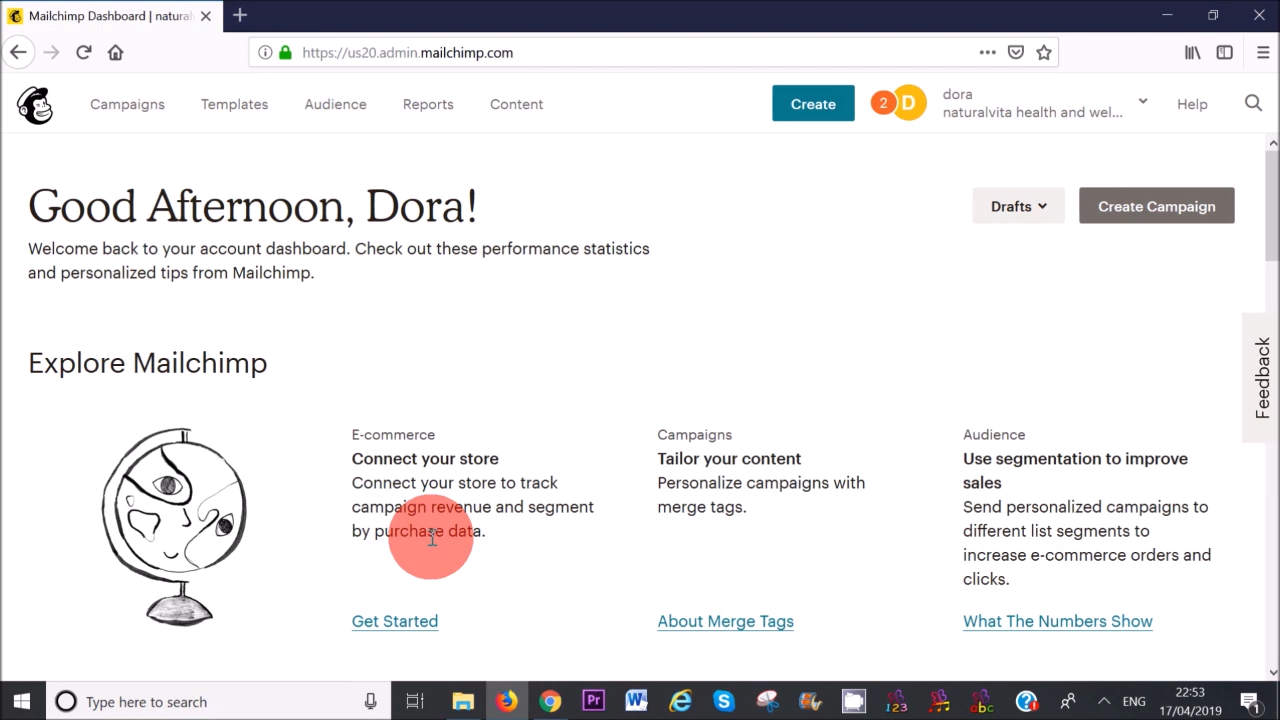 Mailchimp Dashboard | natural
https://us20.admin.mailchimp.com
Campaigns
Templates
Audience
Reports
Content
Create
2
D
dora
naturalvita health and wel...
Help
Good Afternoon, Dora!
Drafts
Create Campaign
Welcome back to your account dashboard. Check out these performance statistics
and personalized tips from Mailchimp.
Feedback
Explore Mailchimp
E-commerce
Connect your store
Connect your store to track
campaign revenue and segment
by purchase data.
Get Started
Campaigns
Tailor your content
Personalize campaigns with
merge tags.
About Merge Tags
Audience
Use segmentation to improve
sales
Send personalized campaigns to
different list segments to
increase e-commerce orders and
clicks.
What The Numbers Show
Type here to search
Pr
W
123
abc
ENG
22:53
17/04/2019
1